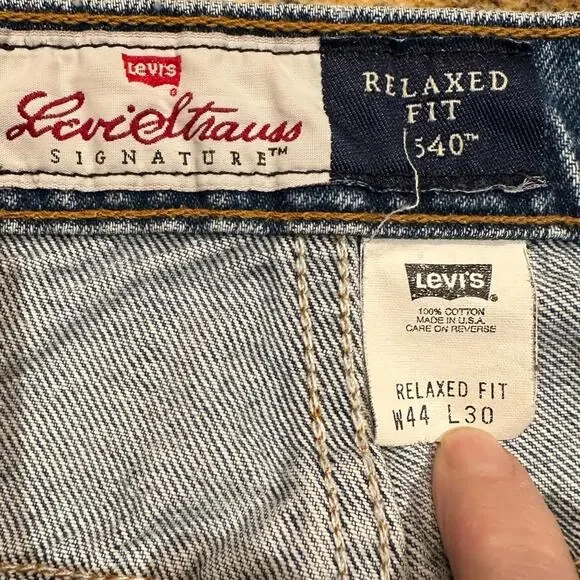 Levi's
®
Levi Strauss
SIGNATURE™
RELAXED
FIT
540™
LEVI'S
®
100% COTTON
MADE IN U.S.A.
CARE ON REVERSE
RELAXED FIT
W44 L30